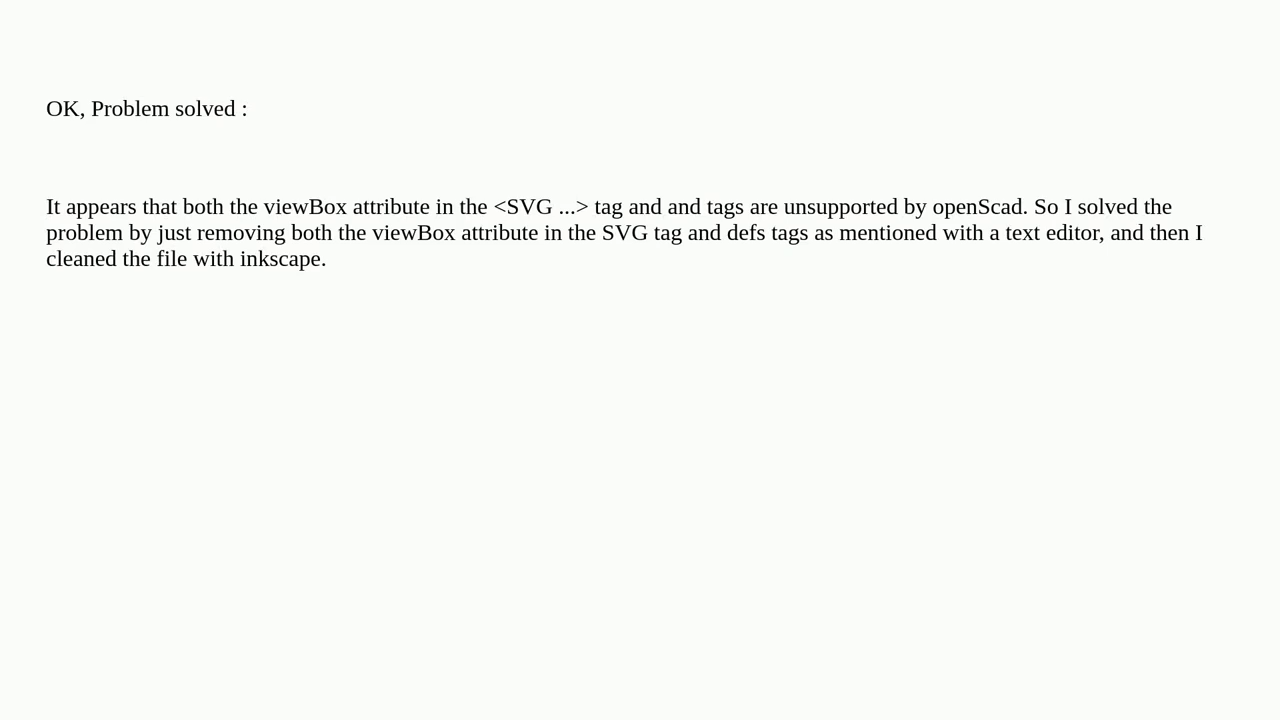 OK, Problem solved :
It appears that both the viewBox attribute in the <SVG ...> tag and and tags are unsupported by openScad. So I solved the
problem by just removing both the viewBox attribute in the SVG tag and defs tags as mentioned with a text editor, and then I
cleaned the file with inkscape.